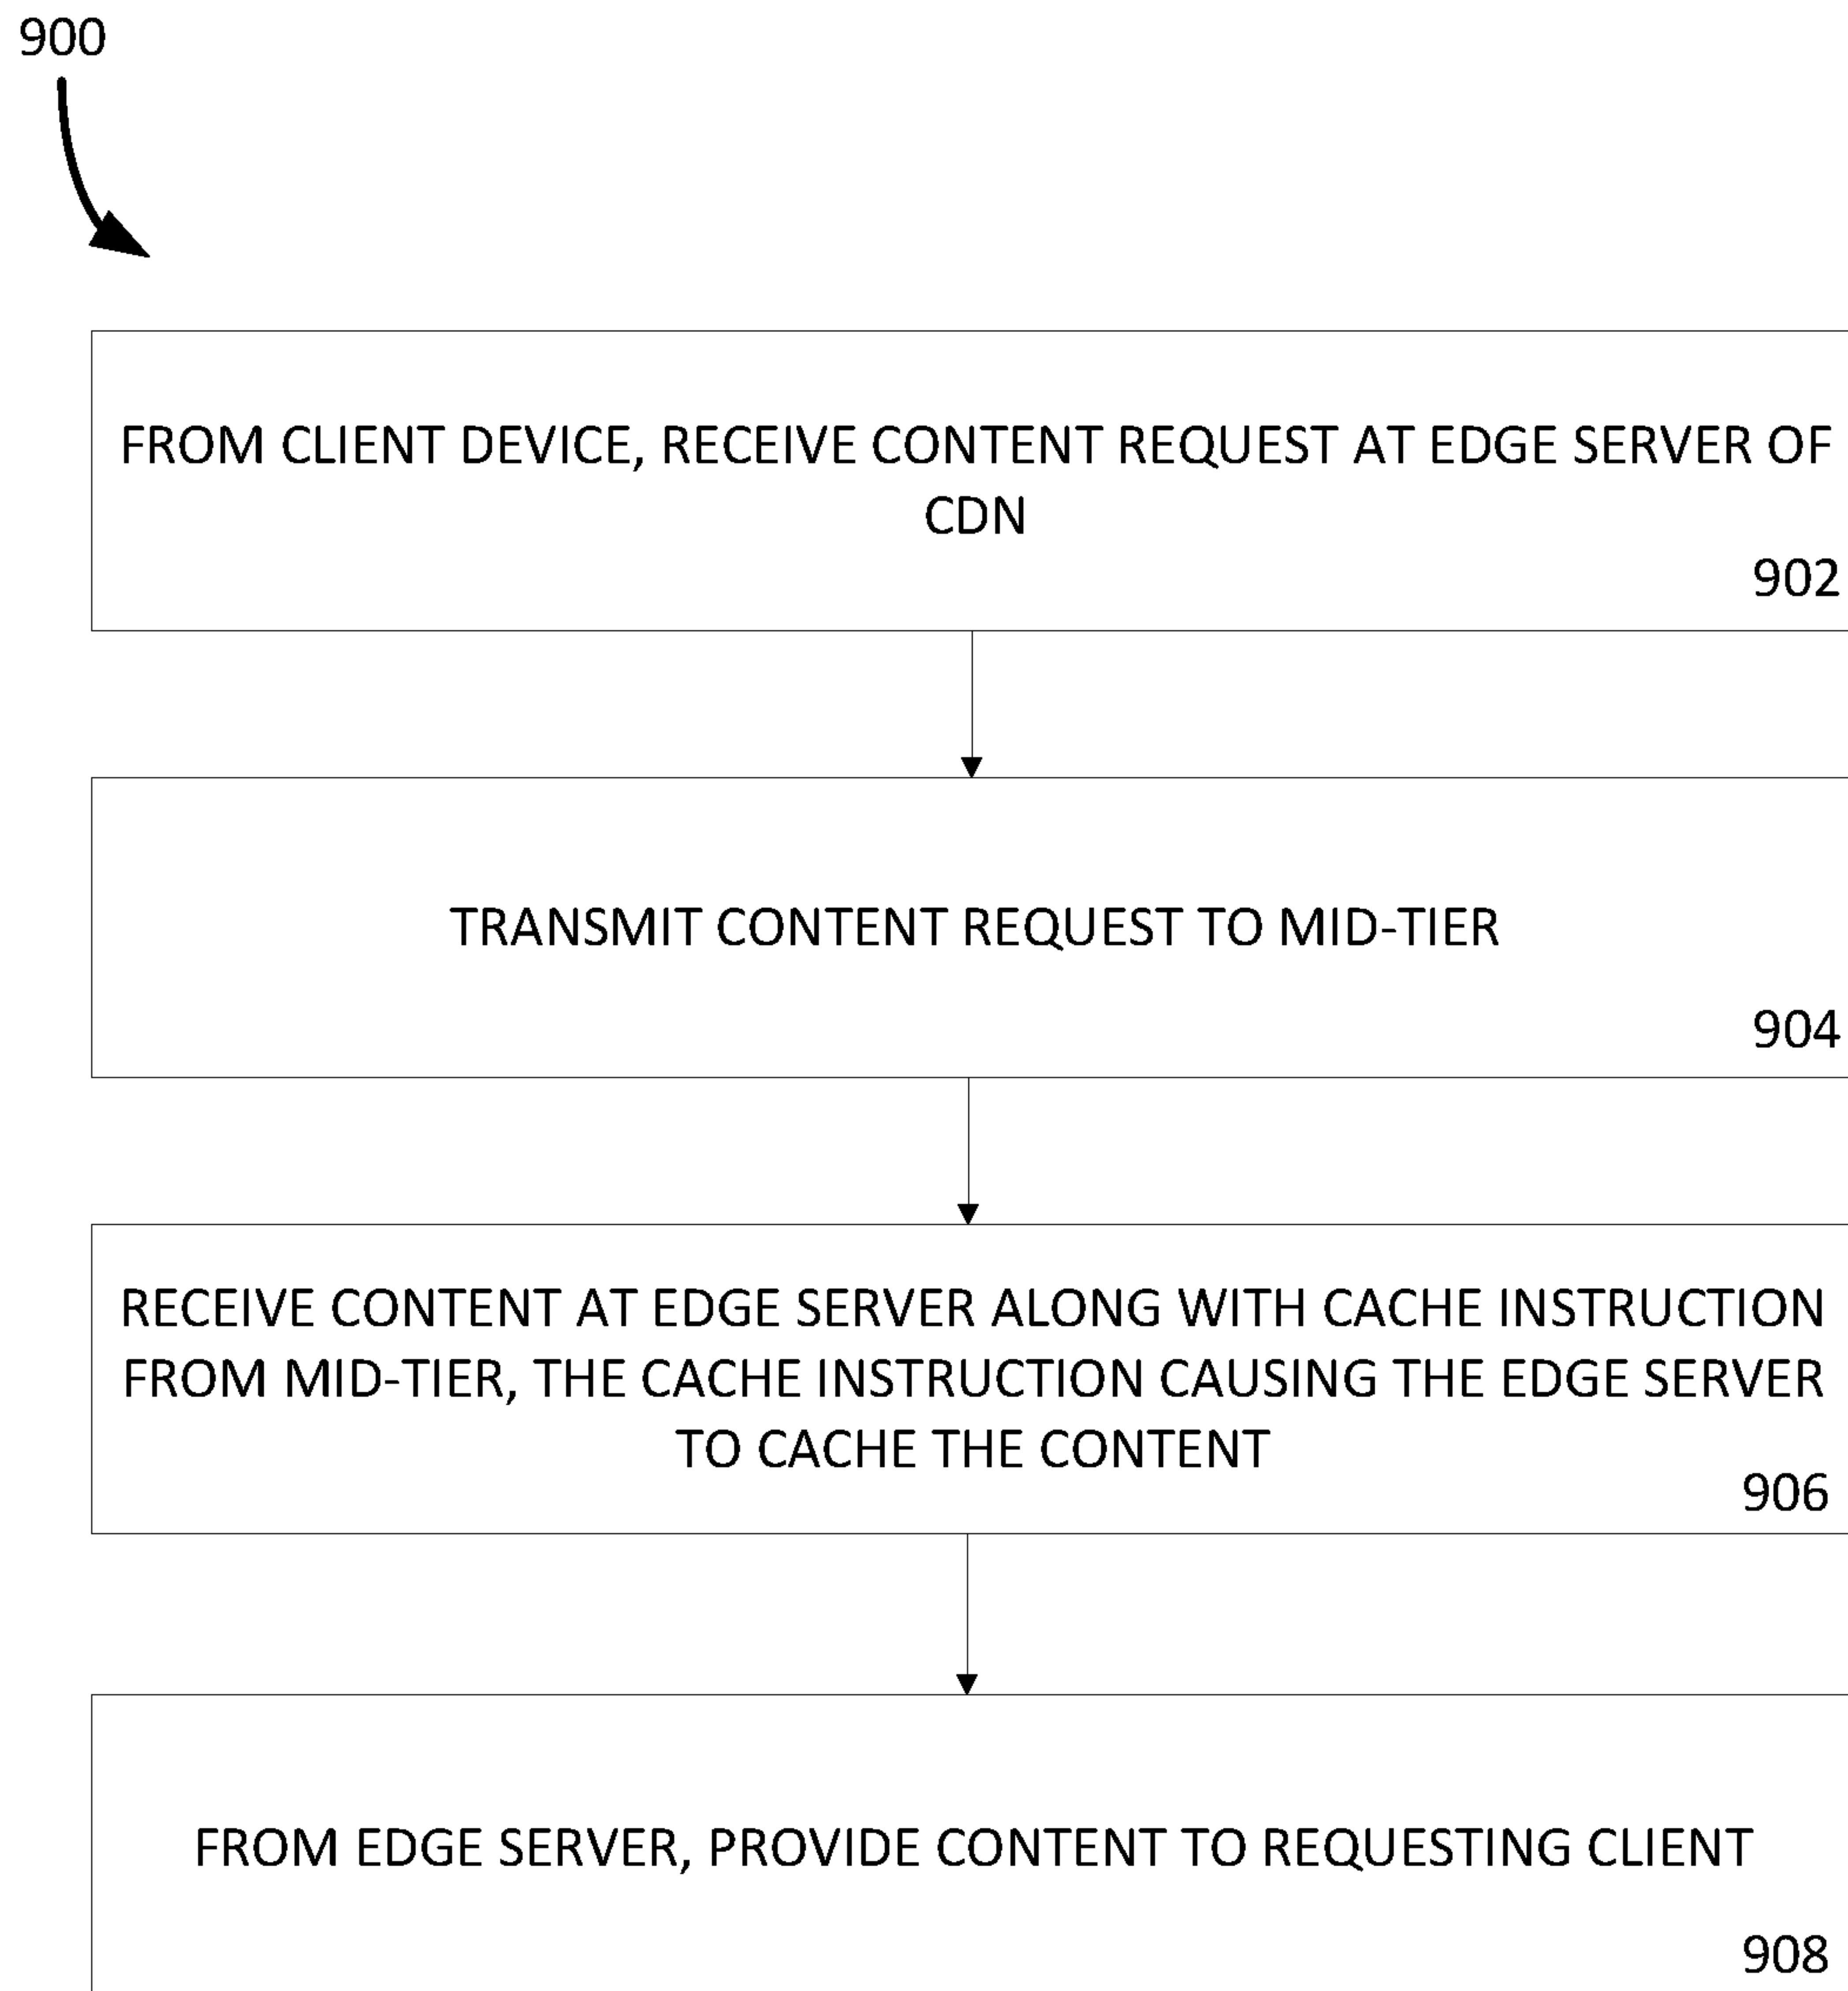 900
FROM CLIENT DEVICE, RECEIVE CONTENT REQUEST AT EDGE SERVER OF
CDN
902
TRANSMIT CONTENT REQUEST TO MID-TIER
904
RECEIVE CONTENT AT EDGE SERVER ALONG WITH CACHE INSTRUCTION
FROM MID-TIER, THE CACHE INSTRUCTION CAUSING THE EDGE SERVER
TO CACHE THE CONTENT
906
FROM EDGE SERVER, PROVIDE CONTENT TO REQUESTING CLIENT
908